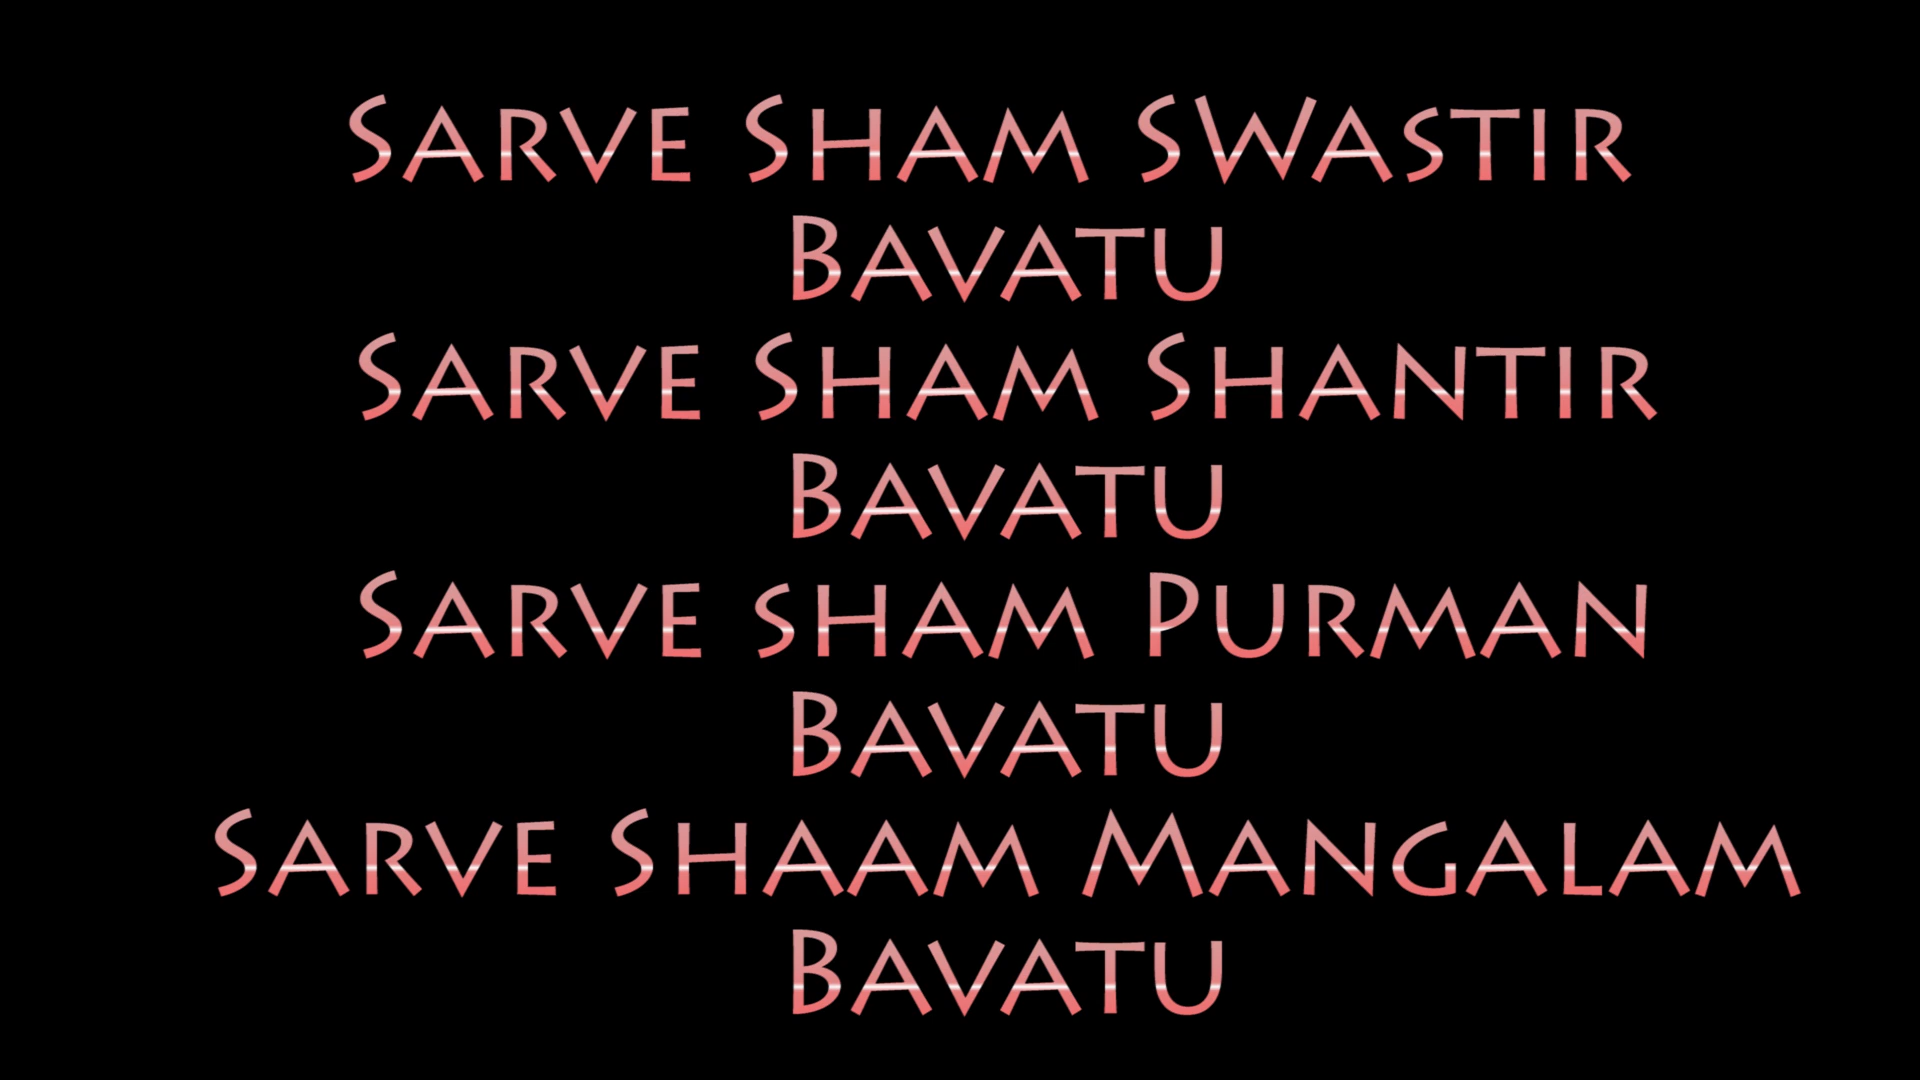 Sarve Sham SWastir
Bavatu
Sarve Sham Shantir
Bavatu
Sarve sham Purman
Bavatu
Sarve Shaam Mangalam
Bavatu